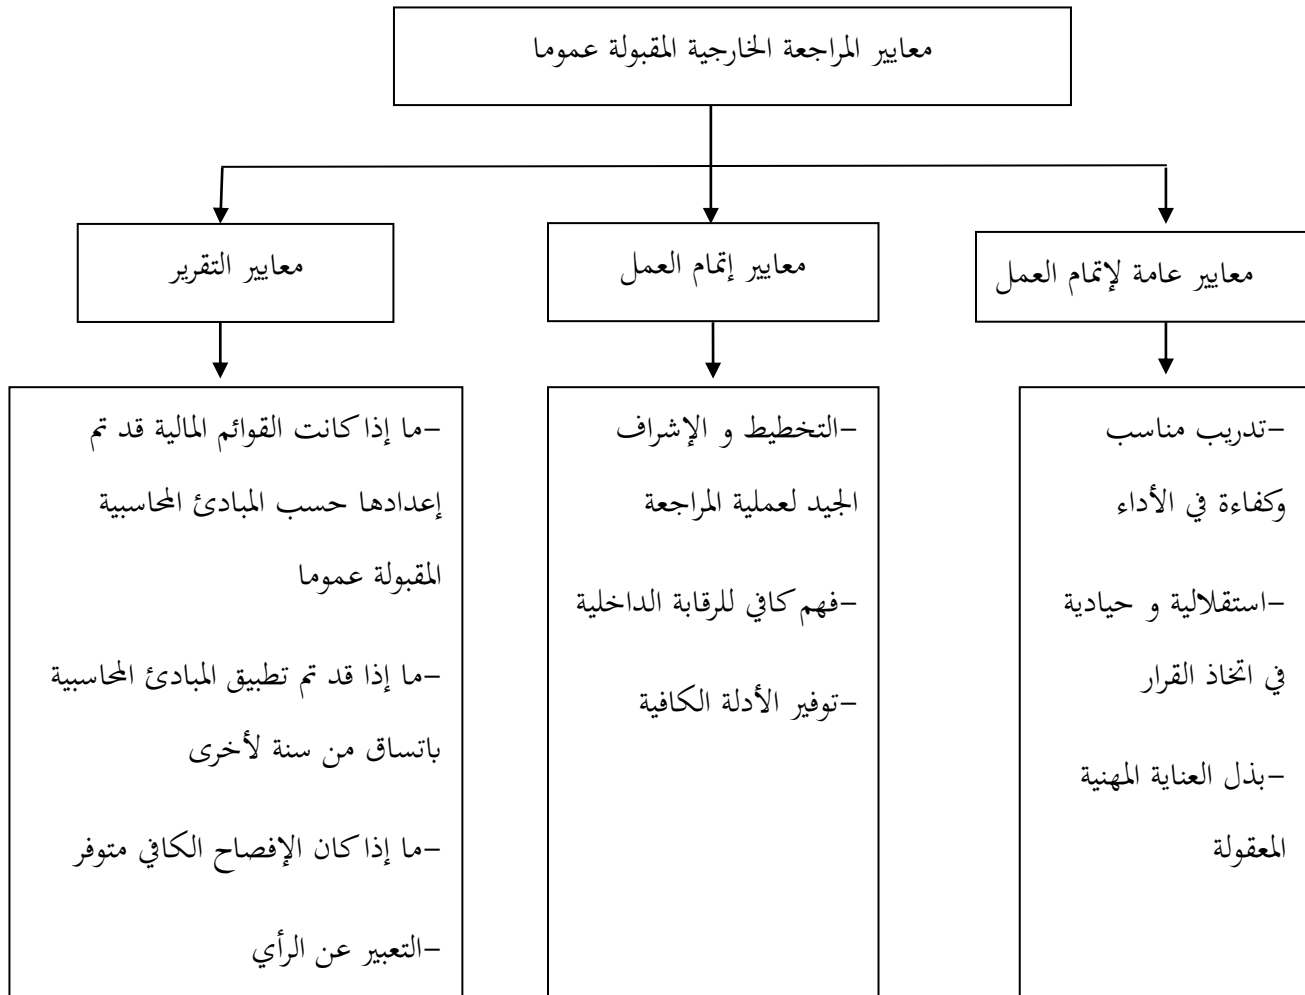 معايير المراجعة الخارجية المقبولة عموما
معايير عامة لإتمام العمل
معايير إتمام العمل
معايير التقرير
–تدريب مناسب
وكفاءة في الأداء
–استقلالية و حيادية
في اتخاذ القرار
–بذل العناية المهنية
المعقولة
–التخطيط و الإشراف
الجيد لعملية المراجعة
–فهم كافي للرقابة الداخلية
–توفير الأدلة الكافية
–ما إذا كانت القوائم المالية قد تم
إعدادها حسب المبادئ المحاسبية
المقبولة عموما
–ما إذا قد تم تطبيق المبادئ المحاسبية
باتساق من سنة لأخرى
–ما إذا كان الإفصاح الكافي متوفر
–التعبير عن الرأي